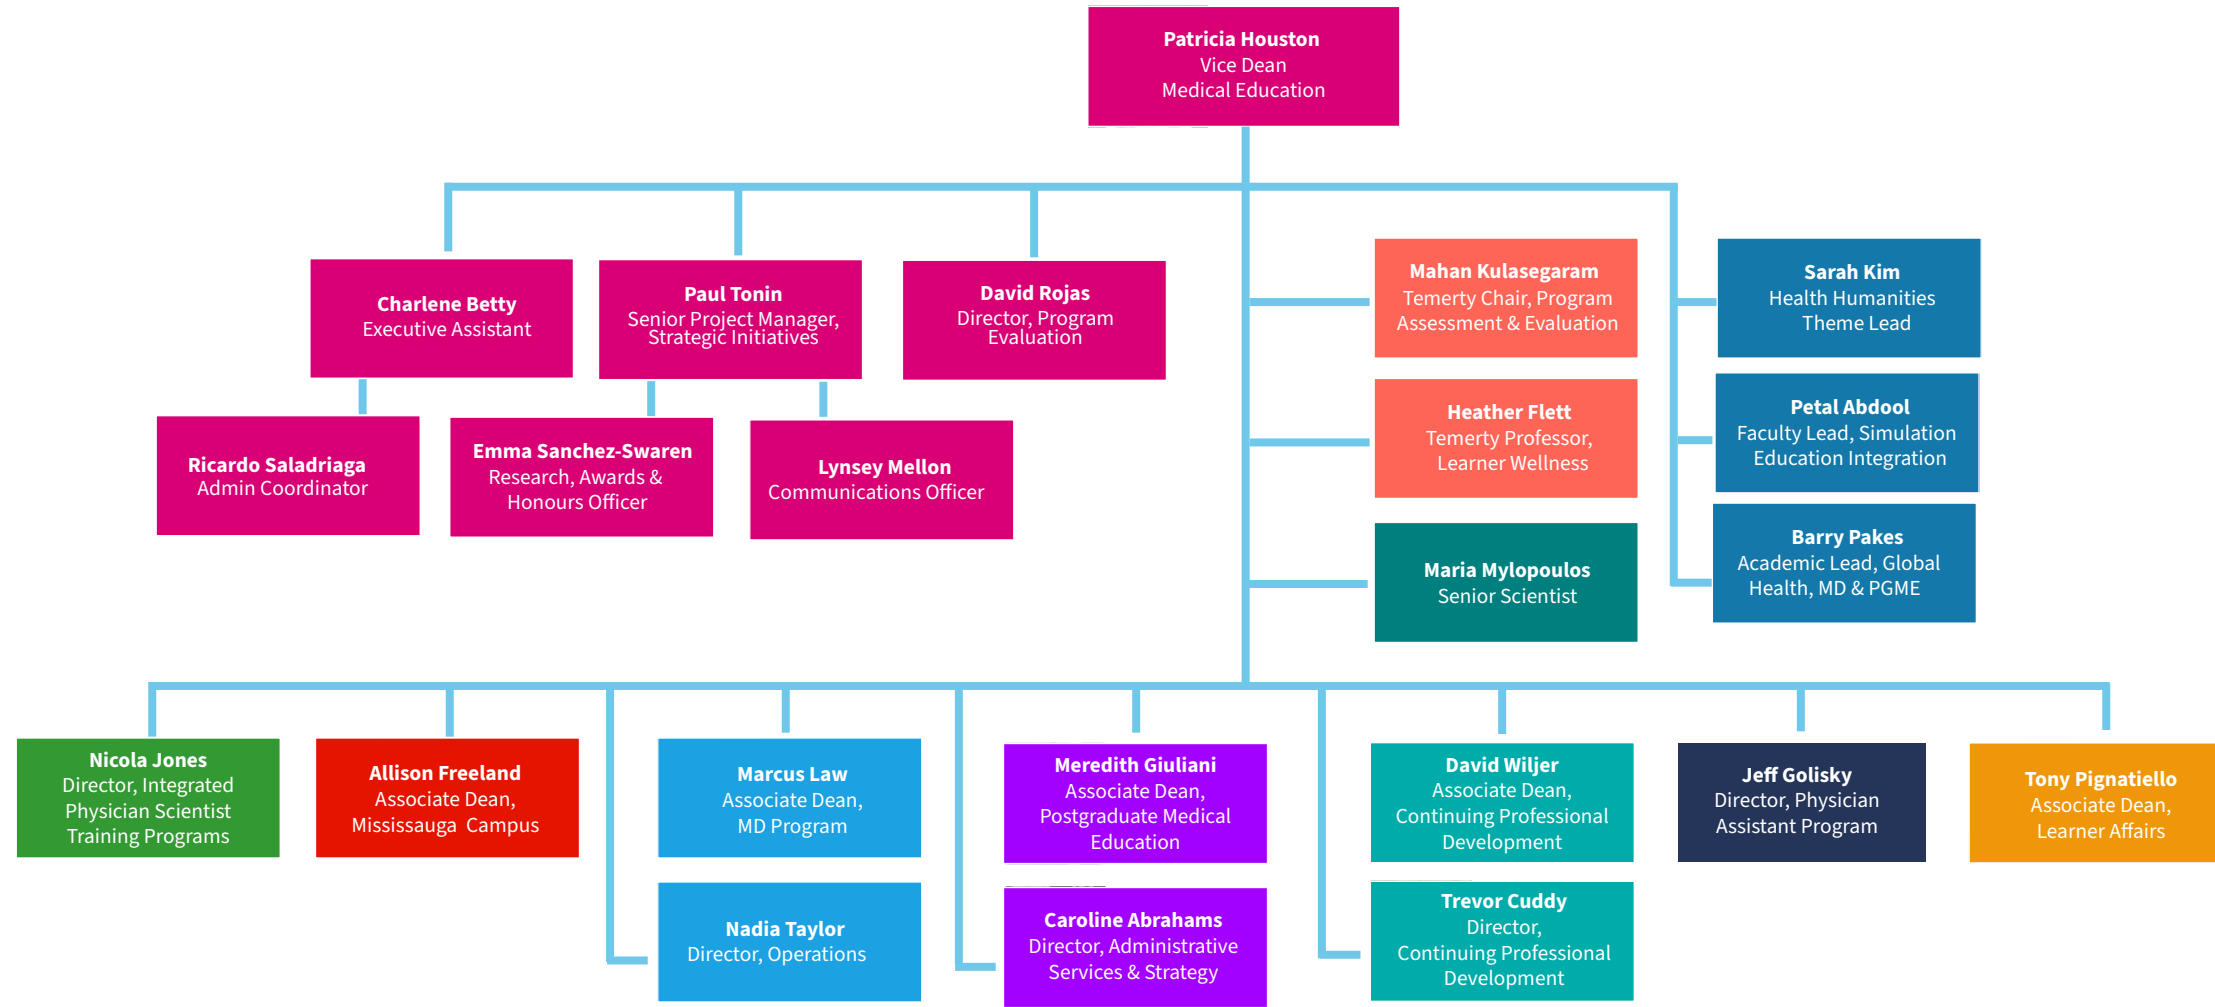 Patricia Houston
Vice Dean
Medical Education
Charlene Betty
Executive Assistant
Paul Tonin
Senior Project Manager,
Strategic Initiatives
David Rojas
Director, Program
Evaluation
Mahan Kulasegaram
Temerty Chair, Program
Assessment & Evaluation
Sarah Kim
Health Humanities
Theme Lead
Ricardo Saladriaga
Admin Coordinator
Emma Sanchez-Swaren
Research, Awards &
Honours Officer
Lynsey Mellon
Communications Officer
Heather Flett
Temerty Professor,
Learner Wellness
Petal Abdool
Faculty Lead, Simulation
Education Integration
Maria Mylopoulos
Senior Scientist
Barry Pakes
Academic Lead, Global
Health, MD & PGME
Nicola Jones
Director, Integrated
Physician Scientist
Training Programs
Allison Freeland
Associate Dean,
Mississauga Campus
Marcus Law
Associate Dean,
MD Program
Meredith Giuliani
Associate Dean,
Postgraduate Medical
Education
David Wiljer
Associate Dean,
Continuing Professional
Development
Jeff Golisky
Director, Physician
Assistant Program
Tony Pignatiello
Associate Dean,
Learner Affairs
Nadia Taylor
Director, Operations
Caroline Abrahams
Director, Administrative
Services & Strategy
Trevor Cuddy
Director,
Continuing Professional
Development